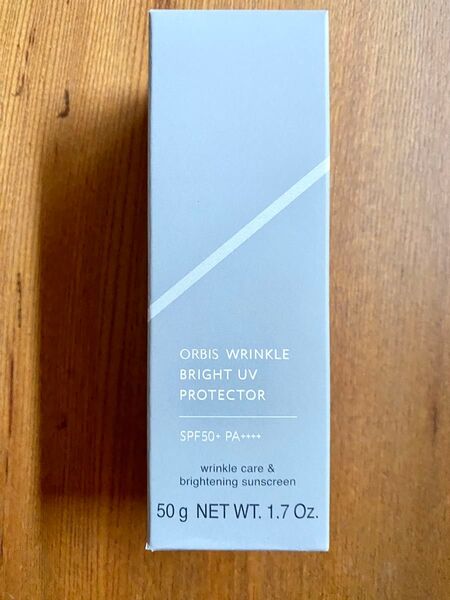 ORBIS WRINKLE
BRIGHT UV
PROTECTOR
SPF50+ PA++++
wrinkle care &
brightening sunscreen
50 g NET WT. 1.7 Oz.